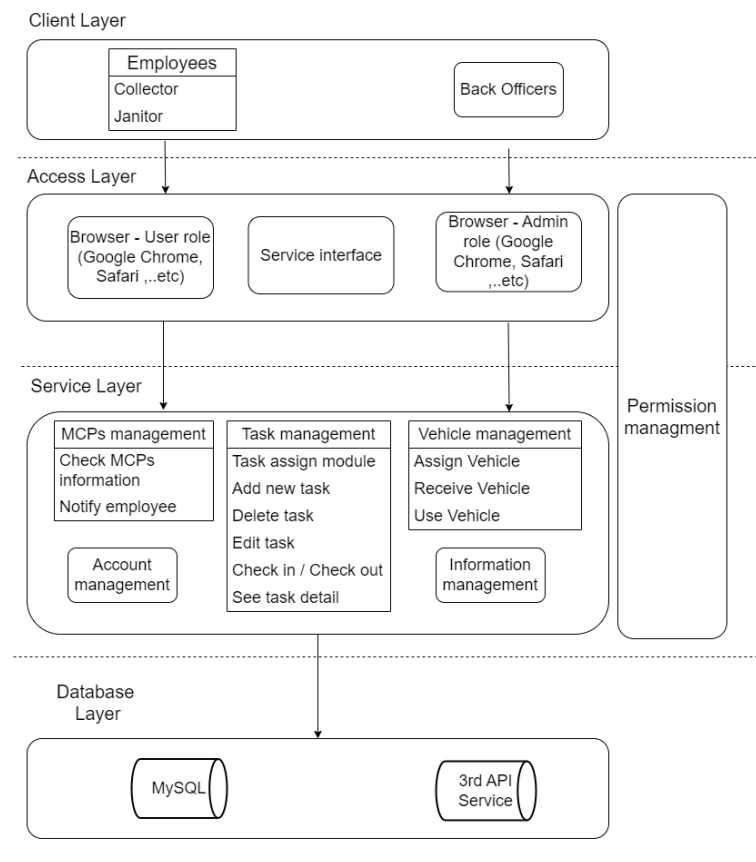 Client Layer
Employees
Collector
Janitor
Back Officers
Access Layer
Browser - User role
(Google Chrome,
Safari ,..etc)
Service interface
Browser - Admin
role (Google
Chrome, Safari
,..etc)
Permission
managment
Service Layer
MCPs management
Check MCPs
information
Notify employee
Task management
Task assign module
Add new task
Delete task
Edit task
Check in / Check out
See task detail
Vehicle management
Assign Vehicle
Receive Vehicle
Use Vehicle
Account
management
Information
management
Database
Layer
MySQL
3rd API
Service